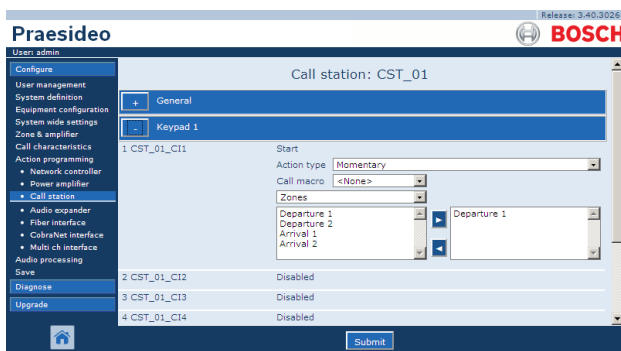 Release: 3.40.3026
Praesideo
BOSCH
User: admin
Configure
User management
System definition
Equipment configuration
System wide settings
Zone & amplifier
Call characteristics
Action programming
• Network controller
• Power amplifier
• Call station
• Audio expander
• Fiber interface
• CobraNet interface
• Multi ch interface
Audio processing
Save
Diagnose
Upgrade
Call station: CST_01
+ General
- Keypad 1
1 CST_01_CI1 Start
Action type Momentary
Call macro <None>
Zones
Departure 1
Departure 2
Arrival 1
Arrival 2
Departure 1
2 CST_01_CI2 Disabled
3 CST_01_CI3 Disabled
4 CST_01_CI4 Disabled
Submit